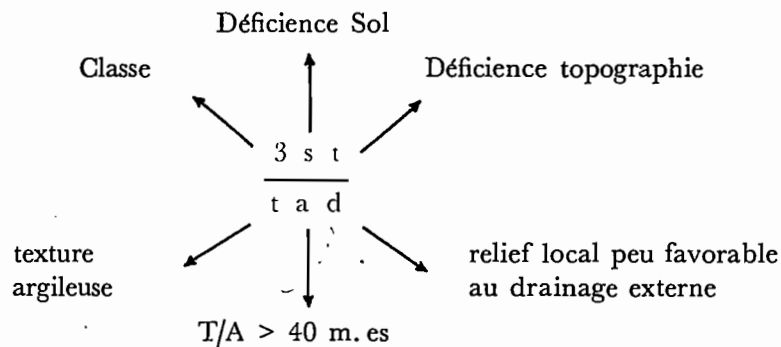 Déficience Sol
Classe
Déficience topographie
3 s t
t a d
texture
argileuse
relief local peu favorable
au drainage externe
T/A > 40 m.es